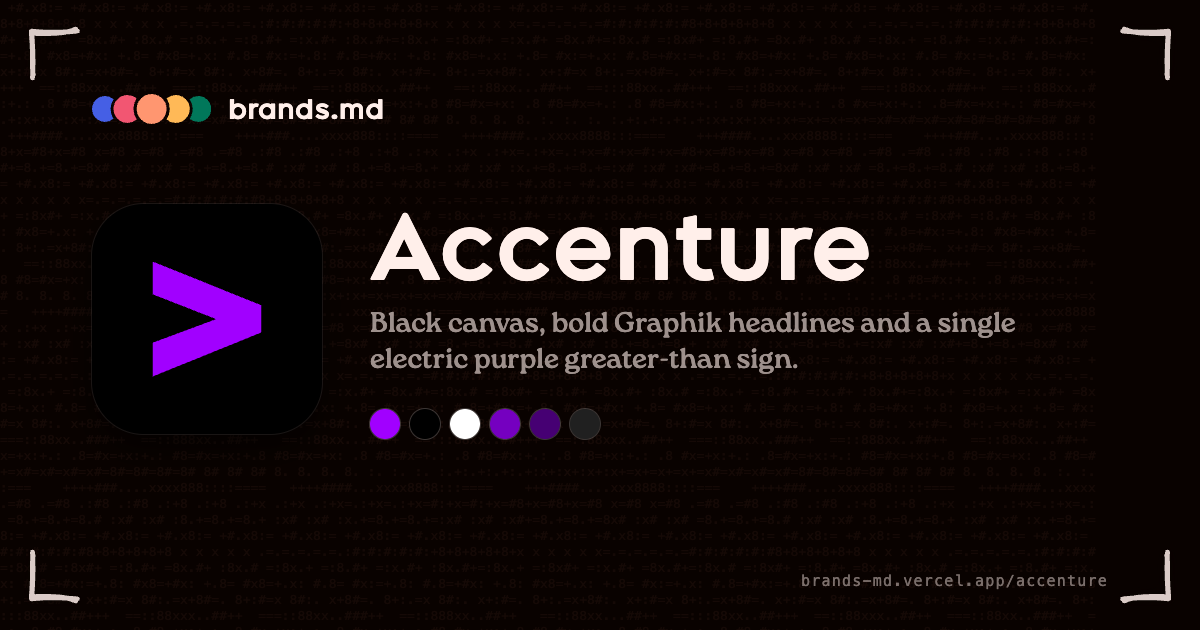 brands.md
Accenture
Black canvas, bold Graphik headlines and a single
electric purple greater-than sign.
brands-md.vercel.app/accenture